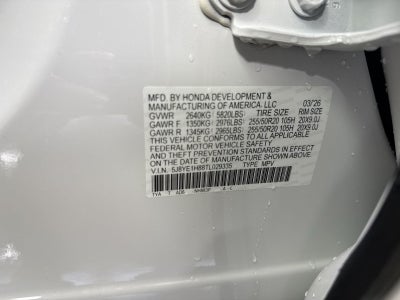 MFD. BY HONDA DEVELOPMENT &
MANUFACTURING OF AMERICA, LLC 03/26
GVWR 2640KG(5820LBS) TIRE SIZE RIM SIZE
GAWR F 1350KG(2976LBS) 255/50R20 105H 20X9.0J
GAWR R 1345KG(2965LBS) 255/50R20 105H 20X9.0J
THIS VEHICLE CONFORMS TO ALL APPLICABLE
FEDERAL MOTOR VEHICLE SAFETY AND THEFT
PREVENTION STANDARDS IN EFFECT ON THE
DATE OF MANUFACTURE SHOWN ABOVE.
V.I.N. 5J8YE1H88TL029335 TYPE MPV
TYA T AD6